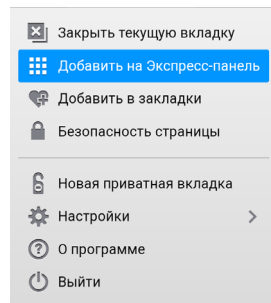 Закрыть текущую вкладку
Добавить на Экспресс-панель
Добавить в закладки
Безопасность страницы
Новая приватная вкладка
Настройки
О программе
Выйти